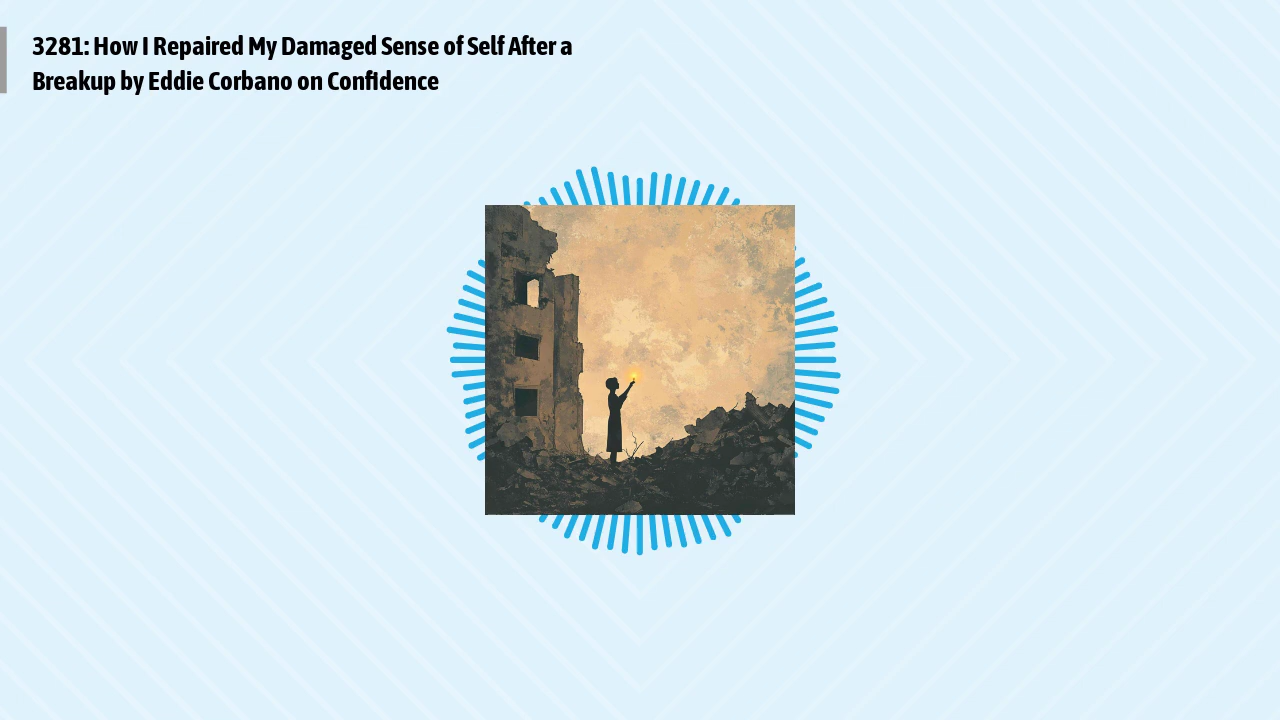 3281: How I Repaired My Damaged Sense of Self After a
Breakup by Eddie Corbano on Confidence